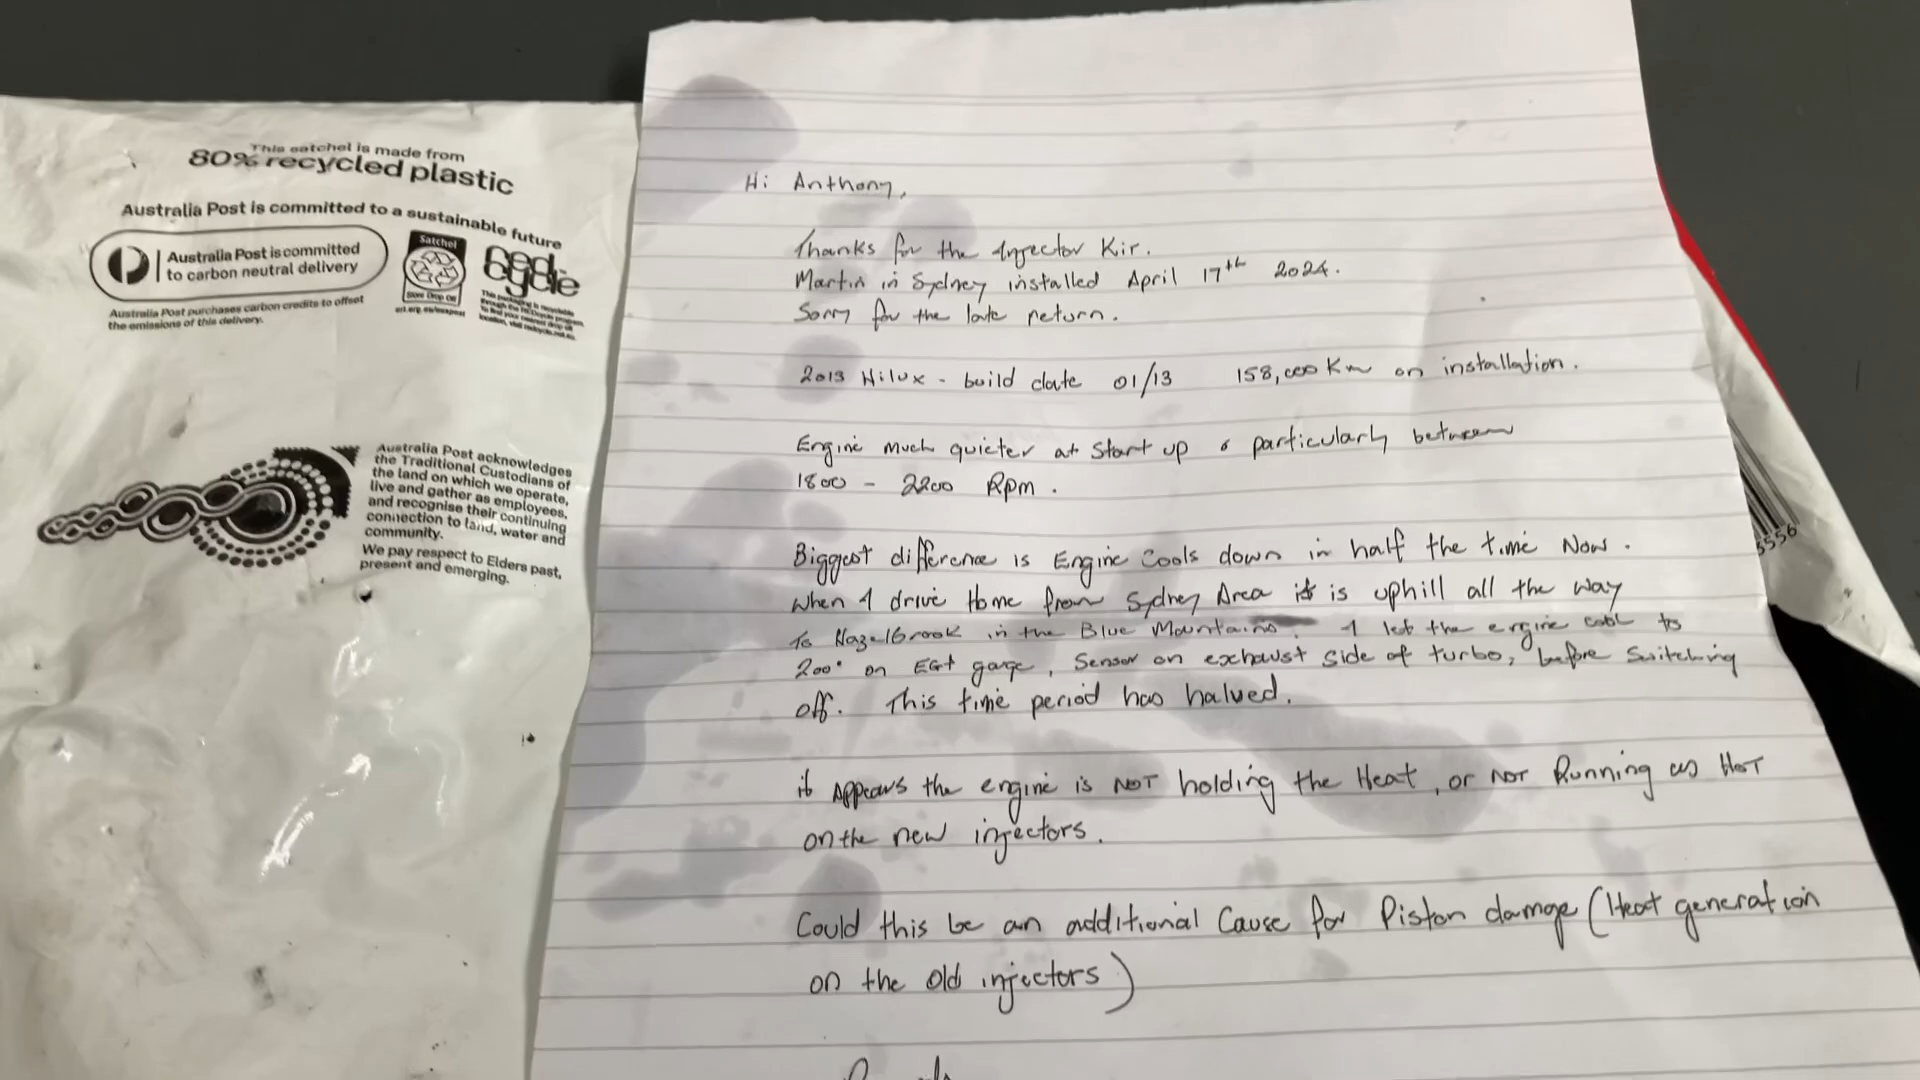 This satchel is made from
80% recycled plastic
Australia Post is committed to a sustainable future
Australia Post is committed
to carbon neutral delivery
Satchel
Store Drop Off
Australia Post purchases carbon credits to offset
the emissions of this delivery.
Australia Post acknowledges
the Traditional Custodians of
the land on which we operate,
live and gather as employees,
and recognise their continuing
connection to land, water and
community.
We pay respect to Elders past,
present and emerging.
Hi Anthony,
Thanks for the Injector Kit.
Martin in Sydney installed April 17th 2024.
Sorry for the late return.
2013 Hilux - build date 01/13 158,000 Km on installation.
Engine much quieter at Start up & particularly between
1800 - 2200 Rpm.
Biggest difference is Engine Cools down in half the time Now.
When I drive Home from Sydney Area it is uphill all the way
to Hazelbrook in the Blue Mountains. I let the engine cool to
200° on EGT gauge, Sensor on exhaust side of turbo, before Switching
off. This time period has halved.
it Appears the engine is NOT holding the Heat, or NOT Running as HOT
on the new injectors.
Could this be an additional Cause for Piston damage (Heat generation
on the old injectors)
5556